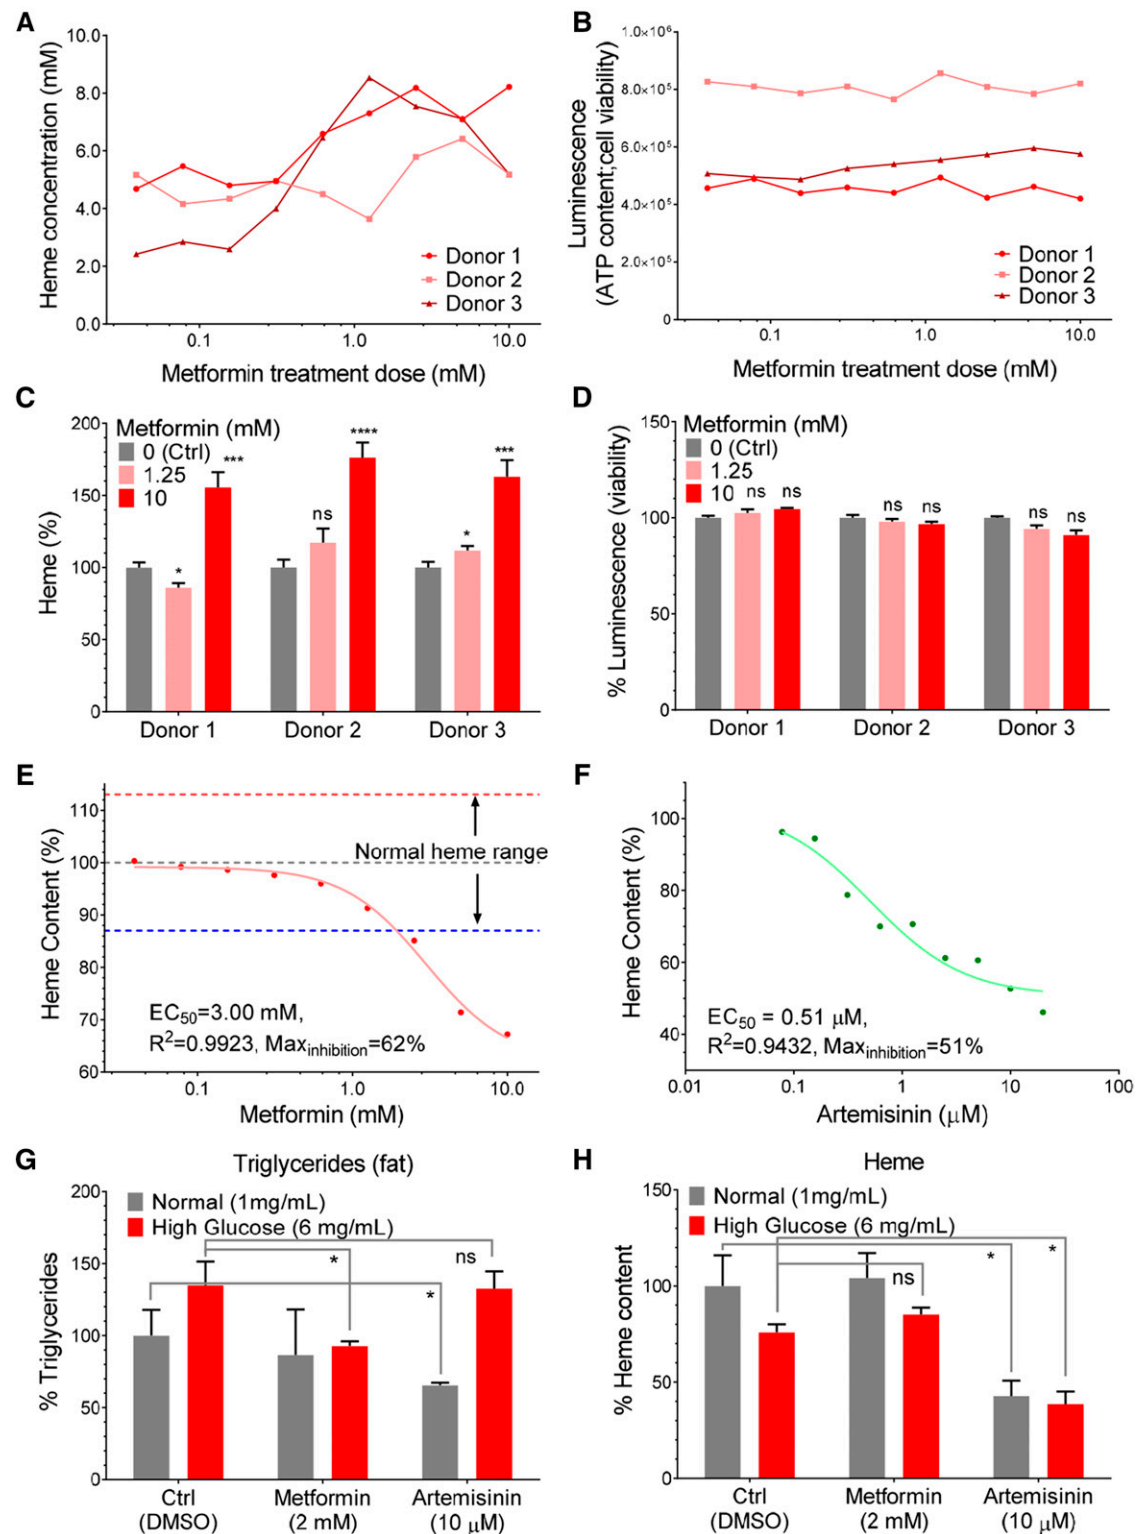 A
Heme concentration (mM)
10.0
8.0
6.0
4.0
2.0
0.0
0.1
1.0
10.0
Donor 1
Donor 2
Donor 3
Metformin treatment dose (mM)
B
Luminescence
(ATP content;cell viability)
1.0×10⁶
8.0×10⁵
6.0×10⁵
4.0×10⁵
2.0×10⁵
0
0.1
1.0
10.0
Donor 1
Donor 2
Donor 3
Metformin treatment dose (mM)
C
Heme (%)
200
150
100
50
0
Metformin (mM)
0 (Ctrl)
1.25
10
* ***
ns ****
* ***
Donor 1 Donor 2 Donor 3
D
% Luminescence (viability)
150
100
50
0
Metformin (mM)
0 (Ctrl)
1.25
10
ns ns
ns ns
ns ns
Donor 1 Donor 2 Donor 3
E
Heme Content (%)
110
100
90
80
70
60
Normal heme range
EC₅₀=3.00 mM,
R²=0.9923, Maxinhibition=62%
0.1 1.0 10.0
Metformin (mM)
F
Heme Content (%)
100
80
60
40
EC₅₀ = 0.51 μM,
R²=0.9432, Maxinhibition=51%
0.01 0.1 1 10 100
Artemisinin (μM)
G
Triglycerides (fat)
% Triglycerides
200
150
100
50
0
Normal (1mg/mL)
High Glucose (6 mg/mL)
*
*
ns
Ctrl
(DMSO)
Metformin
(2 mM)
Artemisinin
(10 μM)
H
Heme
% Heme content
150
100
50
0
Normal (1mg/mL)
High Glucose (6 mg/mL)
ns
*
*
Ctrl
(DMSO)
Metformin
(2 mM)
Artemisinin
(10 μM)